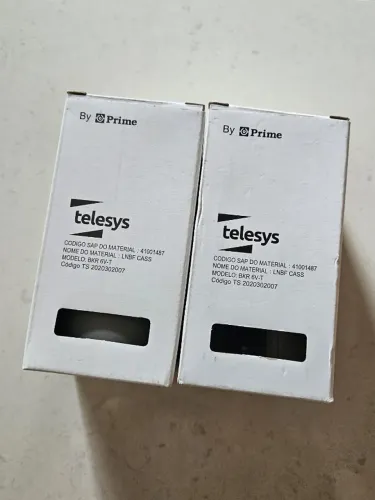 By Prime
telesys
CODIGO SAP DO MATERIAL : 41001487
NOME DO MATERIAL : LNBF CASS
MODELO: BKR 6V-T
Código TS 2020302007
By Prime
telesys
CODIGO SAP DO MATERIAL : 41001487
NOME DO MATERIAL : LNBF CASS
MODELO: BKR 6V-T
Código TS 2020302007